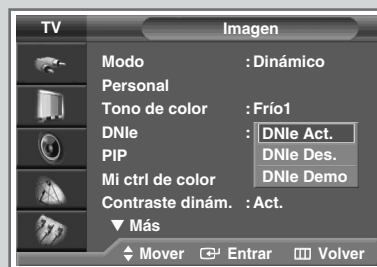 TV Imagen
Modo : Dinámico
Personal
Tono de color : Frío1
DNIe : DNIe Act.
PIP DNIe Des.
Mi ctrl de color DNIe Demo
Contraste dinám. : Act.
▼ Más
Mover Entrar Volver